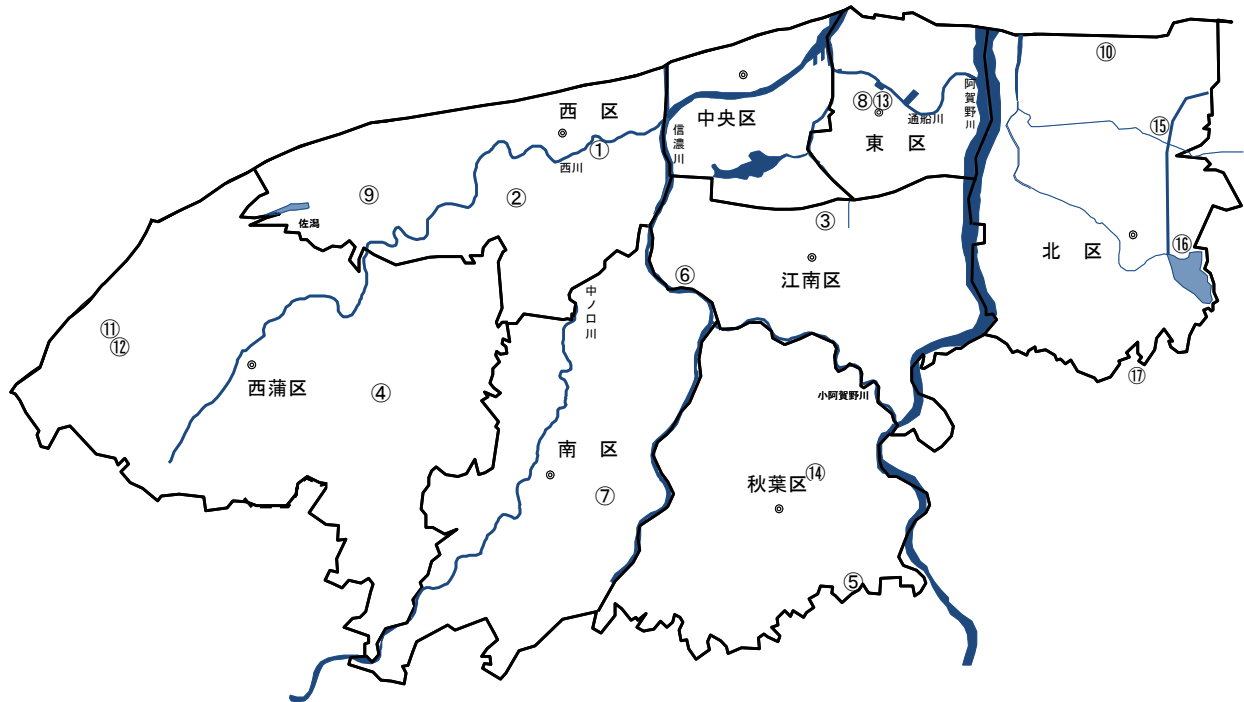 ⑩
西 区
中央区
⑧⑬
通船川
阿賀野川
東 区
⑮
①
西川
信濃川
⑨
②
佐潟
③
⑯
北 区
江南区
⑥
中ノロ川
⑪
⑫
西蒲区
④
小阿賀野川
⑰
南 区
⑦
秋葉区⑭
⑤